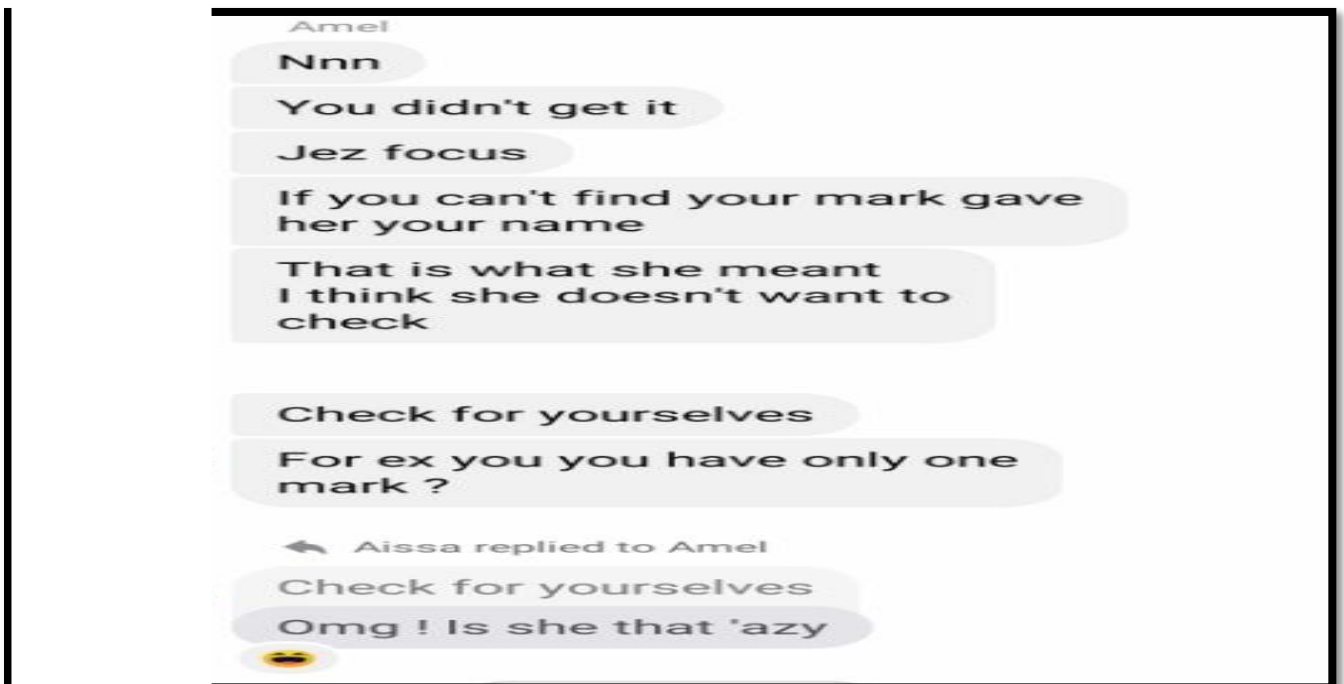 Amel
Nnn
You didn't get it
Jez focus
If you can't find your mark gave
her your name
That is what she meant
I think she doesn't want to
check
Check for yourselves
For ex you you have only one
mark ?
Aissa replied to Amel
Check for yourselves
Omg ! Is she that 'azy